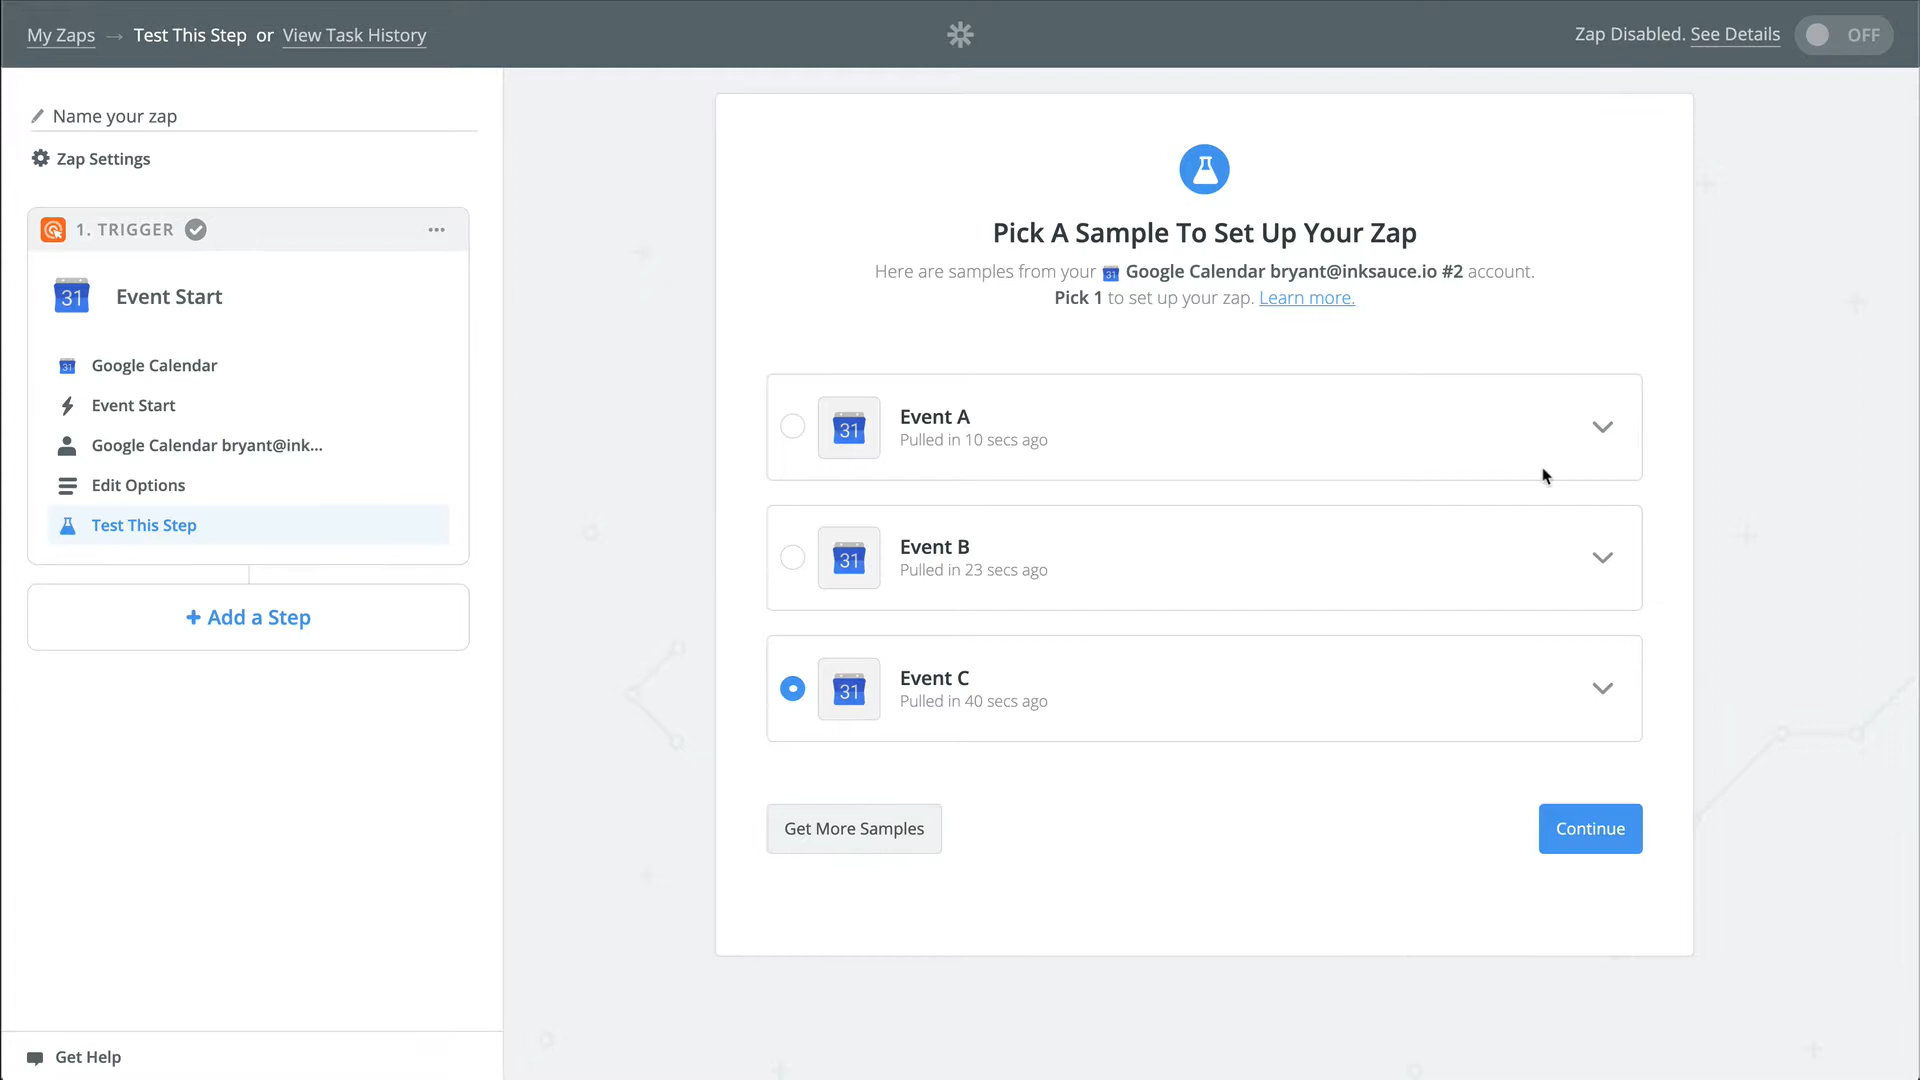 My Zaps → Test This Step or View Task History
Zap Disabled. See Details OFF
Name your zap
Zap Settings
1. TRIGGER
31 Event Start
31 Google Calendar
Event Start
Google Calendar bryant@ink...
Edit Options
Test This Step
+ Add a Step
Get Help
Pick A Sample To Set Up Your Zap
Here are samples from your 31 Google Calendar bryant@inksauce.io #2 account.
Pick 1 to set up your zap. Learn more.
31 Event A
Pulled in 10 secs ago
31 Event B
Pulled in 23 secs ago
31 Event C
Pulled in 40 secs ago
Get More Samples
Continue